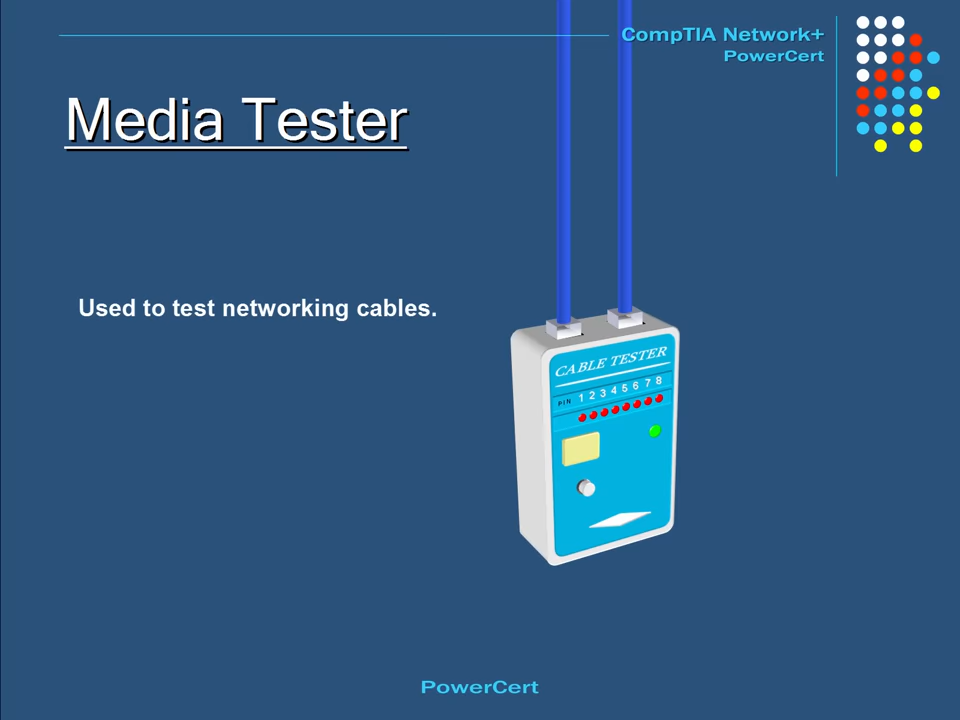 CompTIA Network+
PowerCert
Media Tester
Used to test networking cables.
CABLE TESTER
PIN 1 2 3 4 5 6 7 8
PowerCert